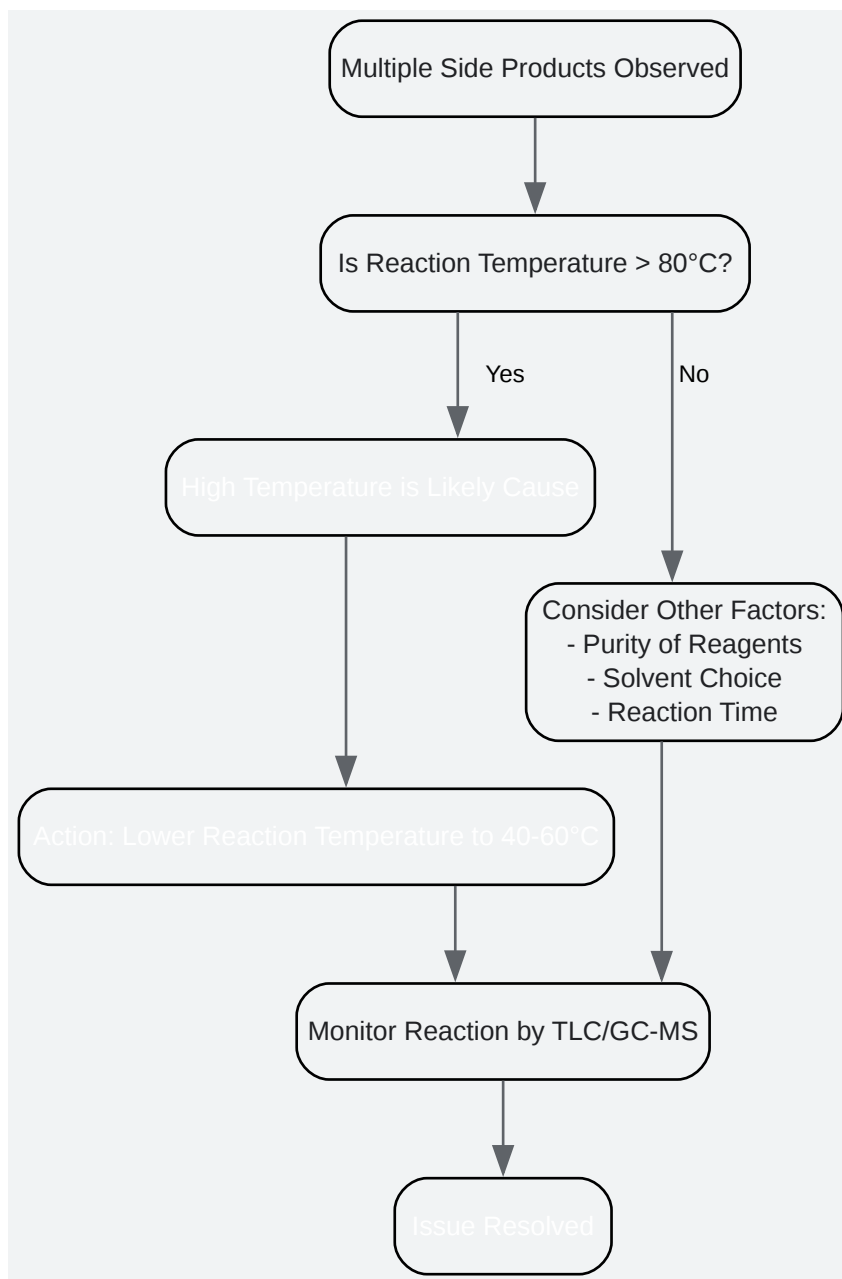 Multiple Side Products Observed
Is Reaction Temperature > 80°C?
Yes
No
High Temperature is Likely Cause
Consider Other Factors:
- Purity of Reagents
- Solvent Choice
- Reaction Time
Action: Lower Reaction Temperature to 40-60°C
Monitor Reaction by TLC/GC-MS
Issue Resolved